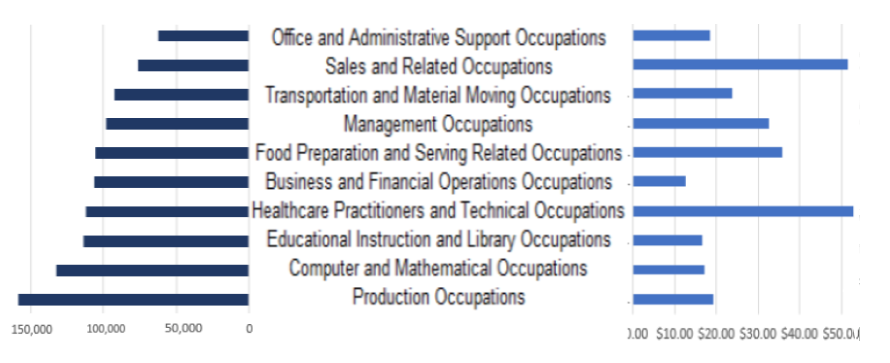 Office and Administrative Support Occupations
Sales and Related Occupations
Transportation and Material Moving Occupations
Management Occupations
Food Preparation and Serving Related Occupations
Business and Financial Operations Occupations
Healthcare Practitioners and Technical Occupations
Educational Instruction and Library Occupations
Computer and Mathematical Occupations
Production Occupations
150,000 100,000 50,000 0
.00 $10.00 $20.00 $30.00 $40.00 $50.0